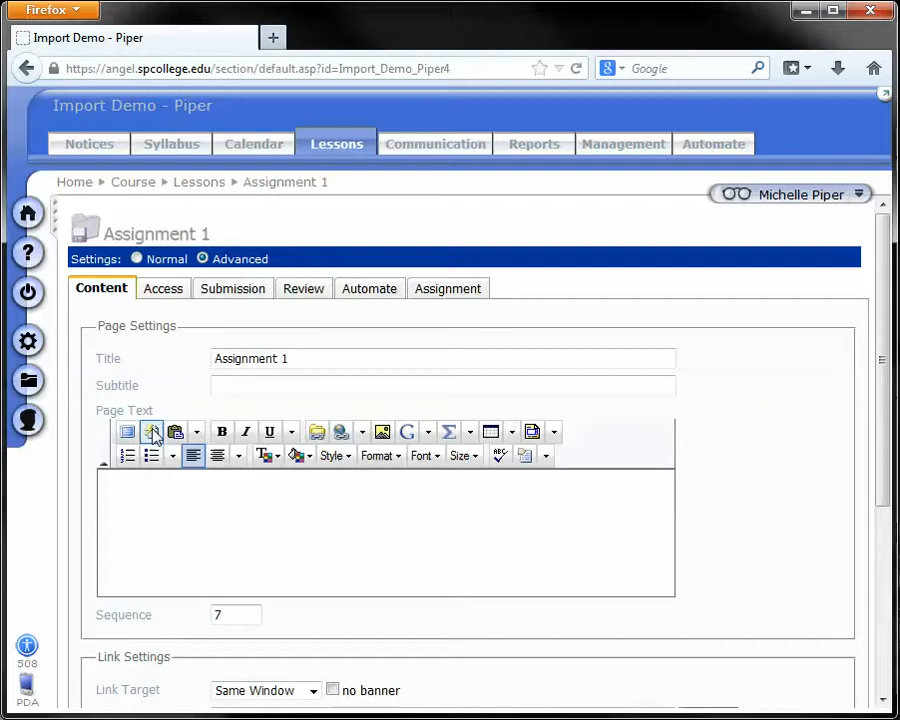 Firefox
Import Demo - Piper
https://angel.spcollege.edu/section/default.asp?id=Import_Demo_Piper4
Google
Import Demo - Piper
Notices Syllabus Calendar Lessons Communication Reports Management Automate
Home Course Lessons Assignment 1
Michelle Piper
Assignment 1
Settings: Normal Advanced
Content Access Submission Review Automate Assignment
Page Settings
Title Assignment 1
Subtitle
Page Text
B I U
Style Format Font Size ABC
Sequence 7
Link Settings
Link Target Same Window no banner
508
PDA